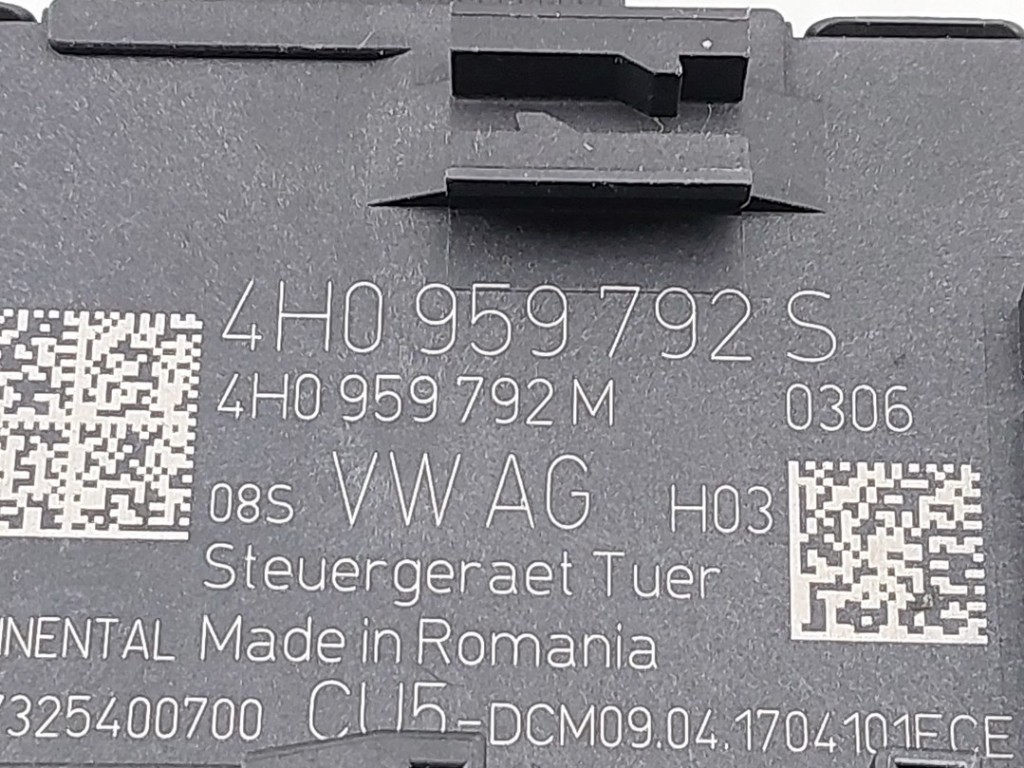 4H0 959 792 S
4H0 959 792 M 0306
08S VW AG H03
Steuergeraet Tuer
INENTAL Made in Romania
7325400700 CU5-DCM09.04.1704101ECE